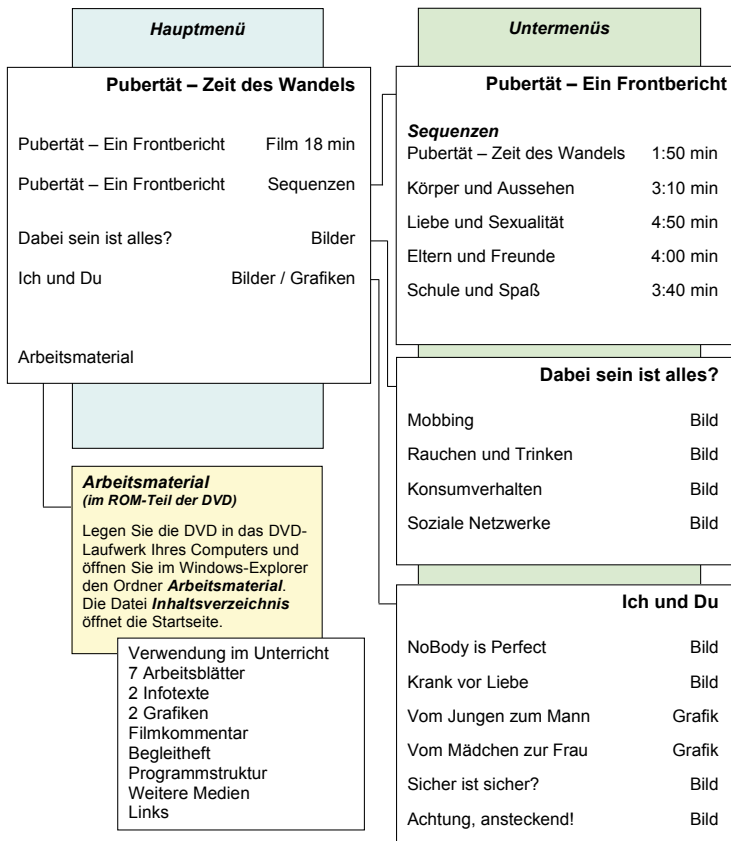 Hauptmenü
Pubertät – Zeit des Wandels
Pubertät – Ein Frontbericht Film 18 min
Pubertät – Ein Frontbericht Sequenzen
Dabei sein ist alles? Bilder
Ich und Du Bilder / Grafiken
Arbeitsmaterial
Arbeitsmaterial
(im ROM-Teil der DVD)
Legen Sie die DVD in das DVD-
Laufwerk Ihres Computers und
öffnen Sie im Windows-Explorer
den Ordner Arbeitsmaterial.
Die Datei Inhaltsverzeichnis
öffnet die Startseite.
Verwendung im Unterricht
7 Arbeitsblätter
2 Infotexte
2 Grafiken
Filmkommentar
Begleitheft
Programmstruktur
Weitere Medien
Links
Untermenüs
Pubertät – Ein Frontbericht
Sequenzen
Pubertät – Zeit des Wandels 1:50 min
Körper und Aussehen 3:10 min
Liebe und Sexualität 4:50 min
Eltern und Freunde 4:00 min
Schule und Spaß 3:40 min
Dabei sein ist alles?
Mobbing Bild
Rauchen und Trinken Bild
Konsumverhalten Bild
Soziale Netzwerke Bild
Ich und Du
NoBody is Perfect Bild
Krank vor Liebe Bild
Vom Jungen zum Mann Grafik
Vom Mädchen zur Frau Grafik
Sicher ist sicher? Bild
Achtung, ansteckend! Bild